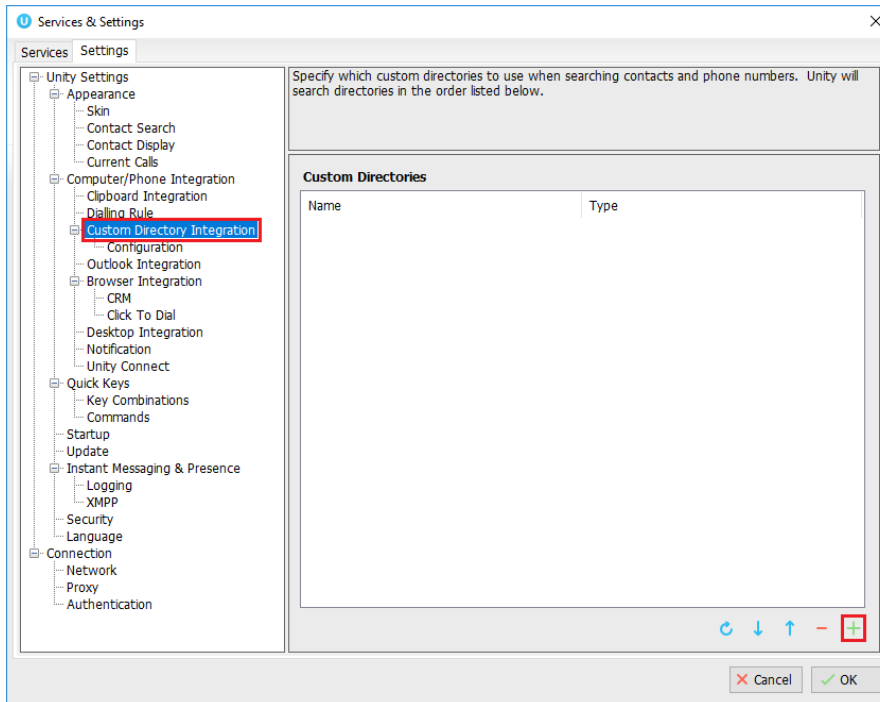 Services & Settings
Services
Settings
Unity Settings
Appearance
Skin
Contact Search
Contact Display
Current Calls
Computer/Phone Integration
Clipboard Integration
Dialling Rule
Custom Directory Integration
Configuration
Outlook Integration
Browser Integration
CRM
Click To Dial
Desktop Integration
Notification
Unity Connect
Quick Keys
Key Combinations
Commands
Startup
Update
Instant Messaging & Presence
Logging
XMPP
Security
Language
Connection
Network
Proxy
Authentication
Specify which custom directories to use when searching contacts and phone numbers. Unity will
search directories in the order listed below.
Custom Directories
Name
Type
Cancel
OK